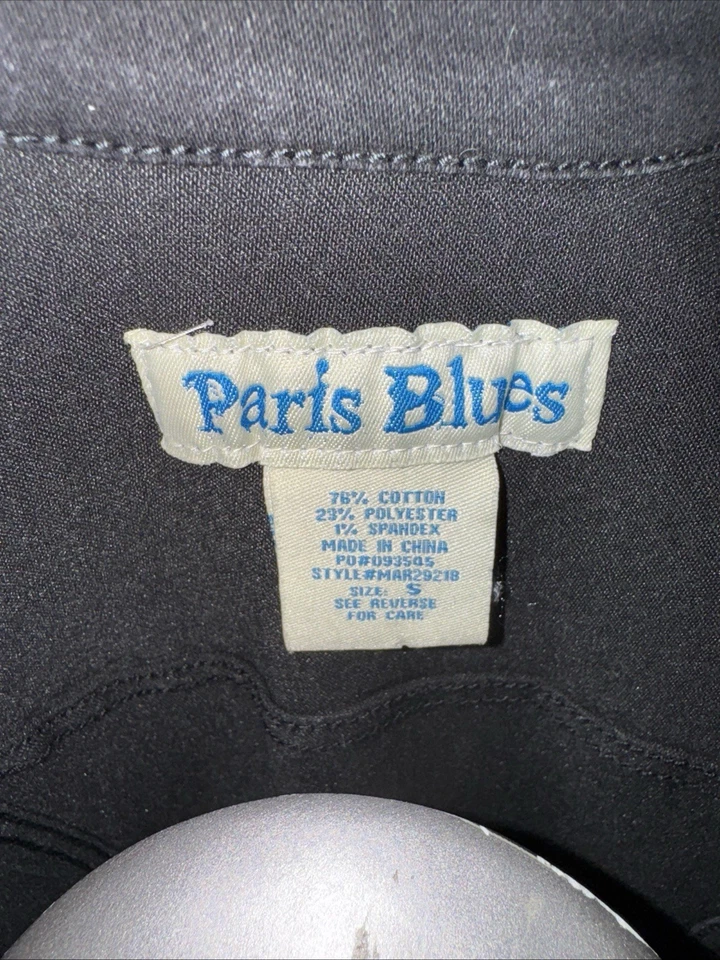 Paris Blues
76% COTTON
23% POLYESTER
1% SPANDEX
MADE IN CHINA
PO#093545
STYLE#MAR2921B
SIZE: S
SEE REVERSE
FOR CARE